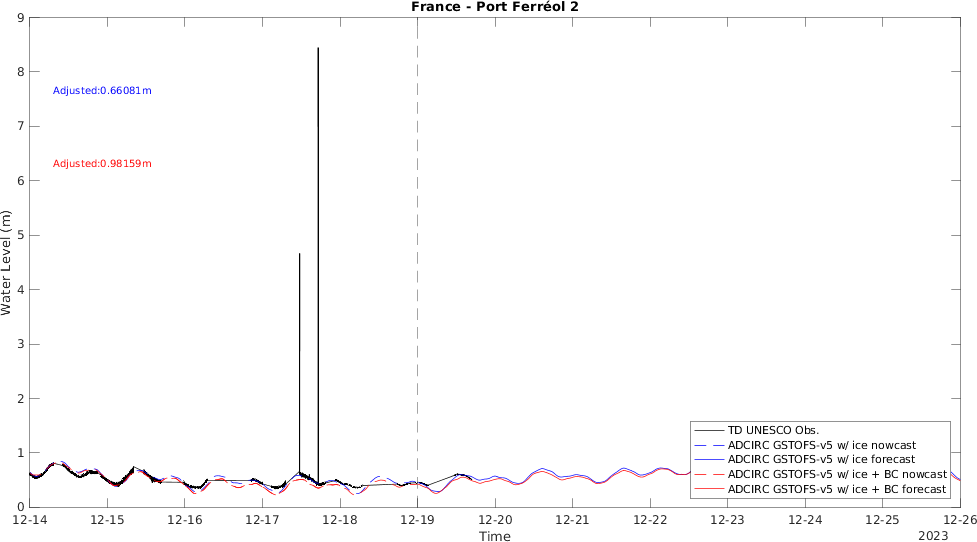 France - Port Ferréol 2
9
8
7
6
5
4
3
2
1
0
Water Level (m)
Adjusted:0.66081m
Adjusted:0.98159m
TD UNESCO Obs.
ADCIRC GSTOFS-v5 w/ ice nowcast
ADCIRC GSTOFS-v5 w/ ice forecast
ADCIRC GSTOFS-v5 w/ ice + BC nowcast
ADCIRC GSTOFS-v5 w/ ice + BC forecast
12-14 12-15 12-16 12-17 12-18 12-19 12-20 12-21 12-22 12-23 12-24 12-25 12-26
Time
2023